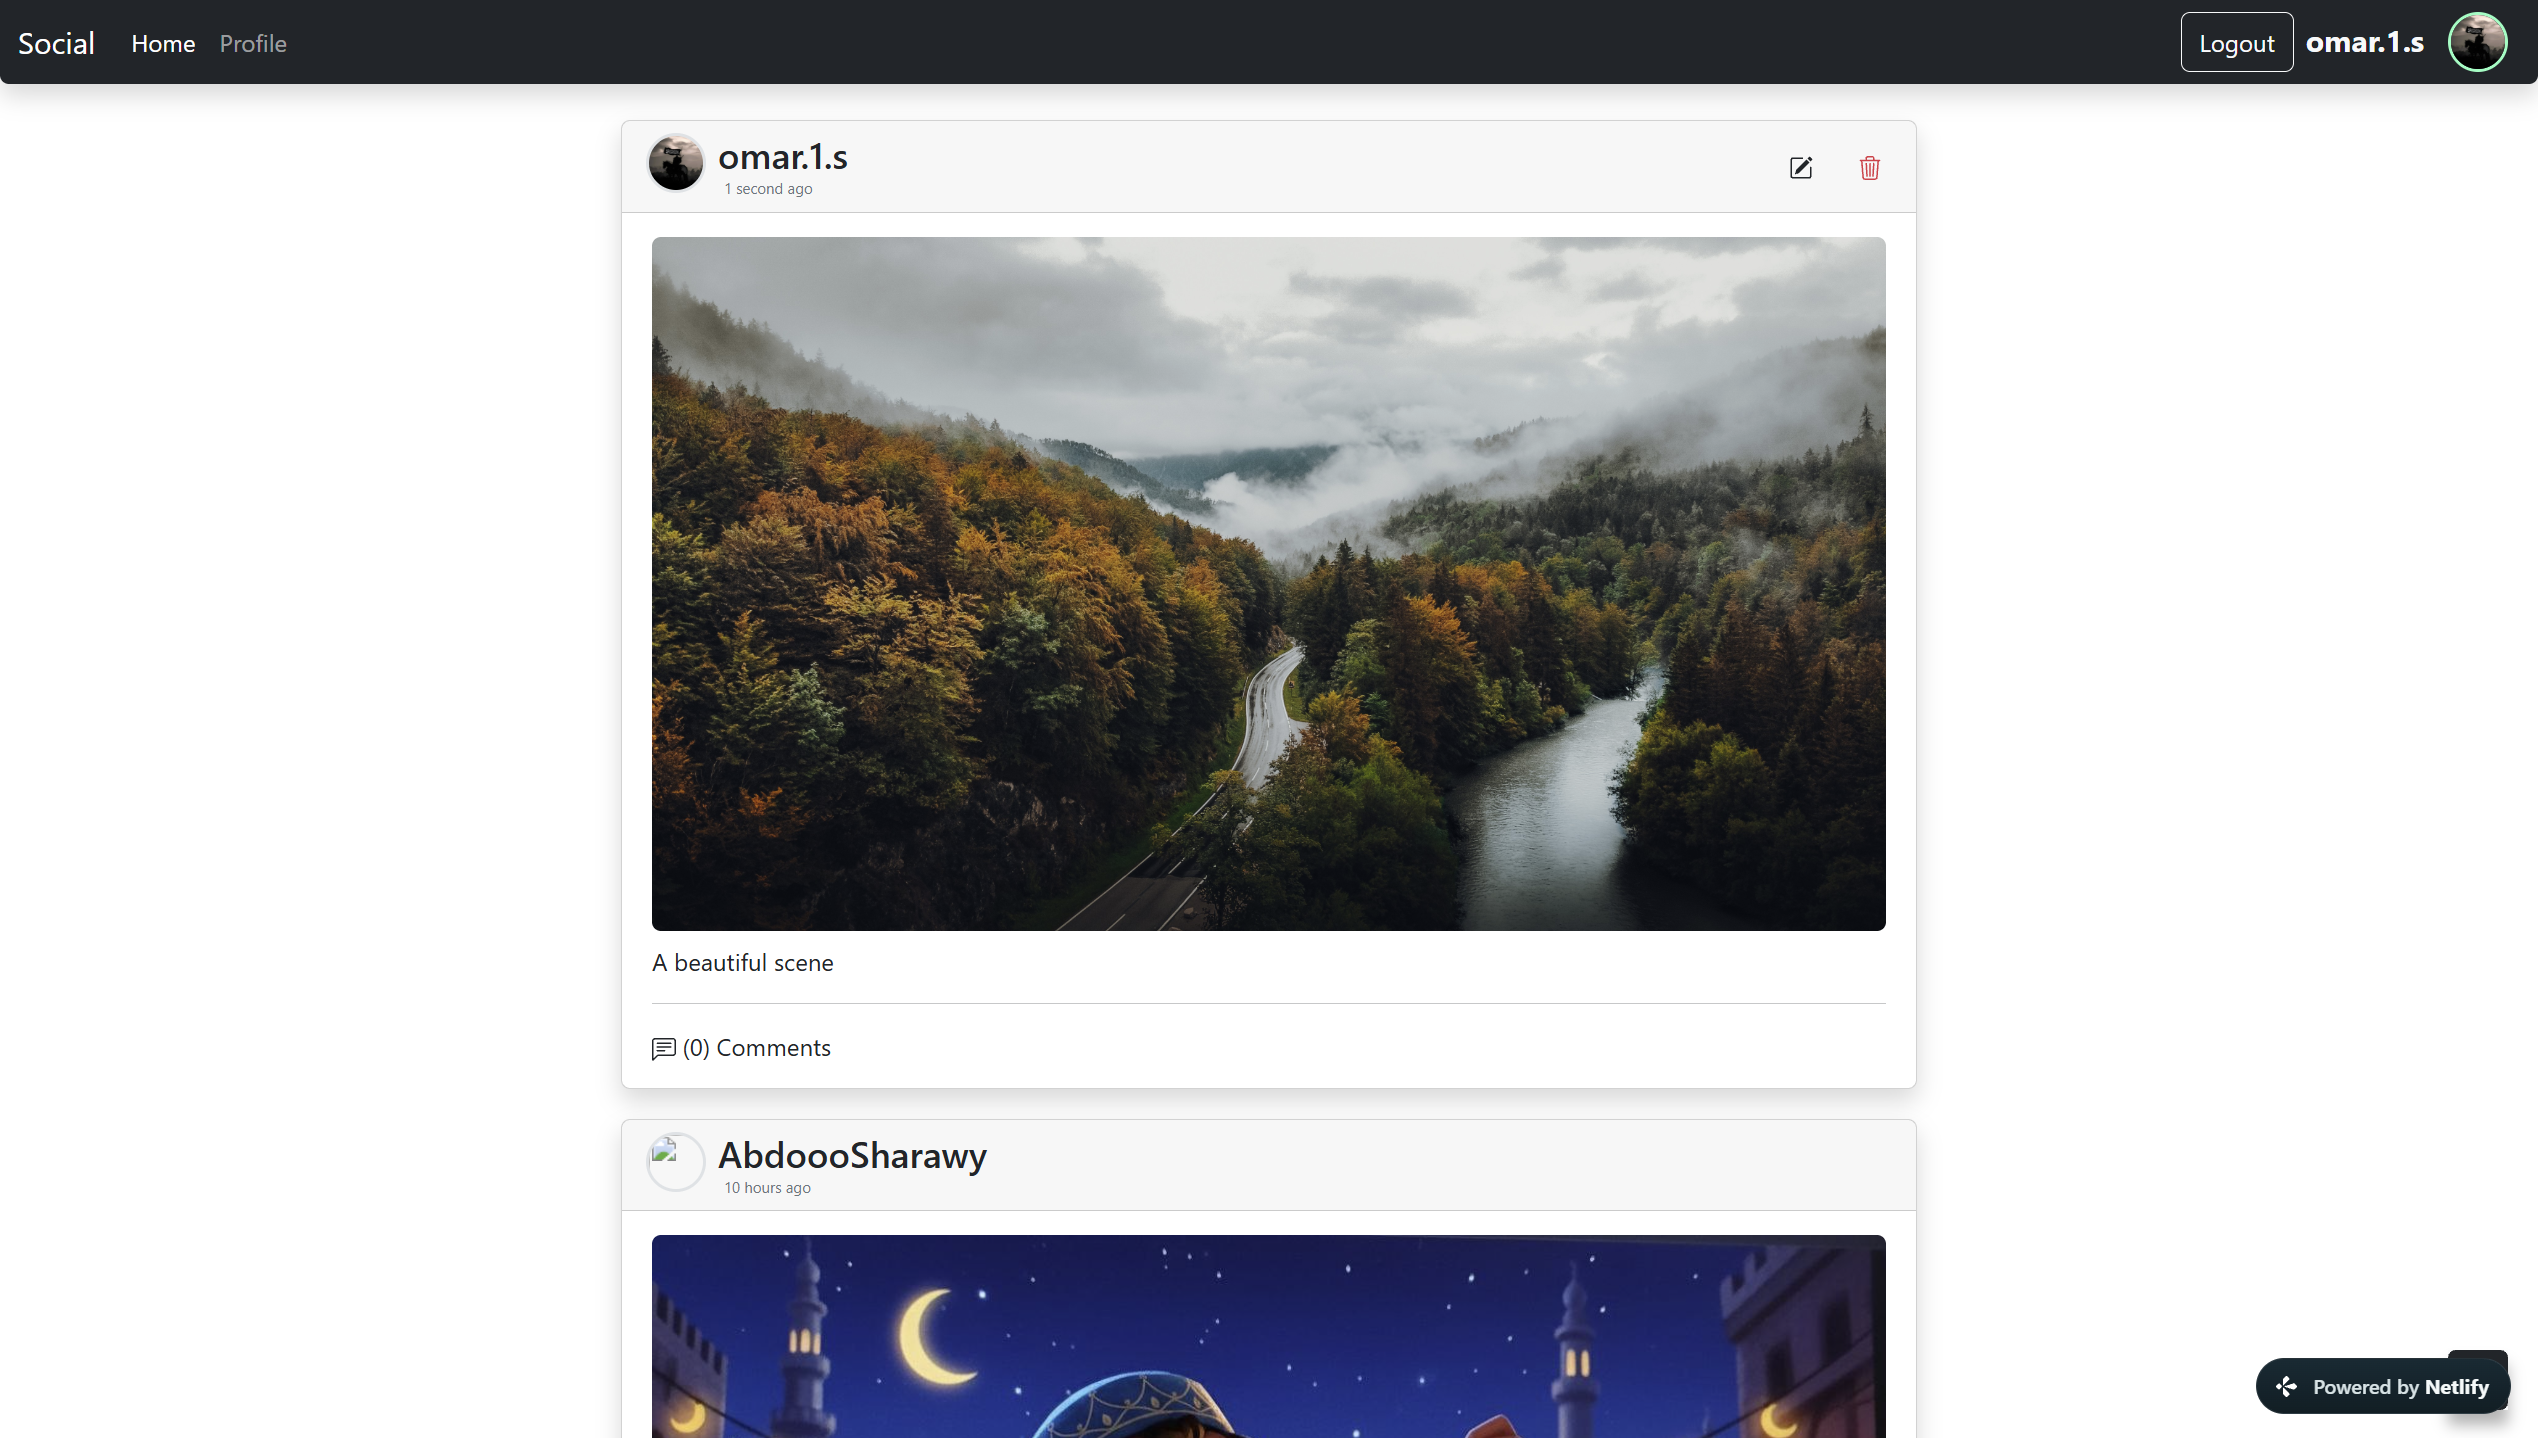 Social Home Profile Logout omar.1.s
omar.1.s
1 second ago
A beautiful scene
(0) Comments
AbdoooSharawy
10 hours ago
Powered by Netlify